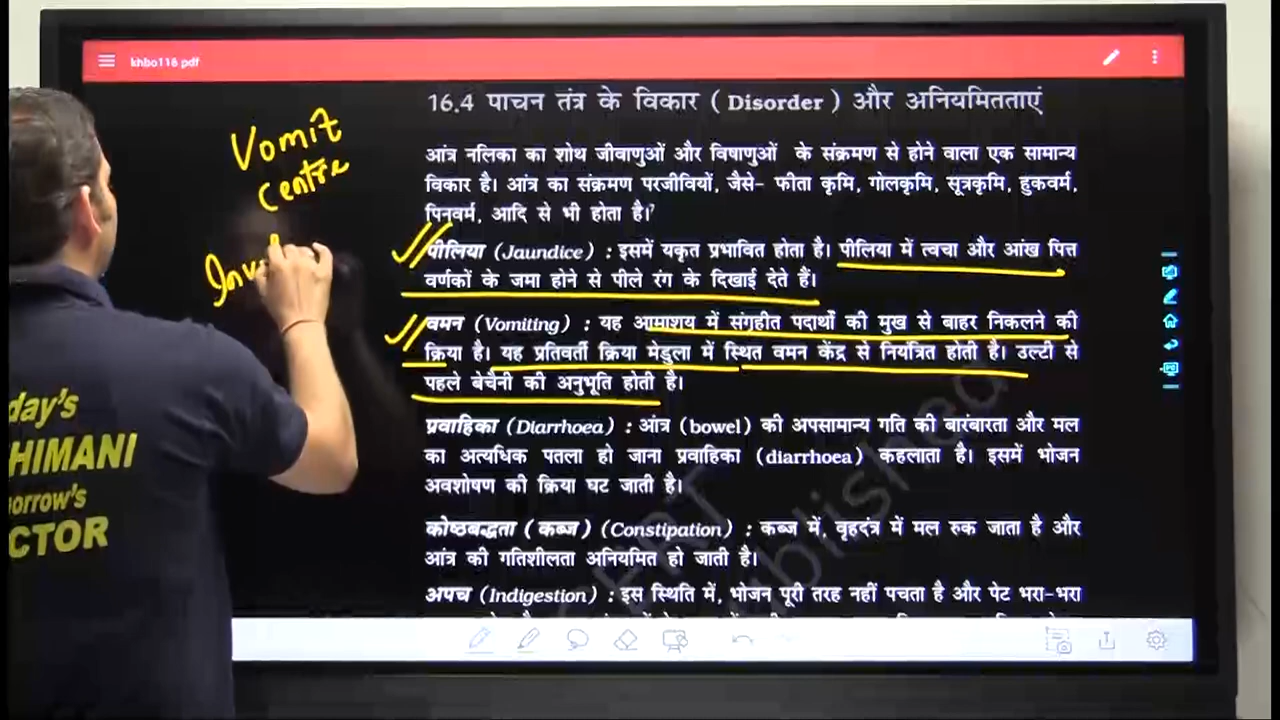 khbo116 pdf
16.4 पाचन तंत्र के विकार ( Disorder ) और अनियमितताएं
Vomit
Centre
आंत्र नलिका का शोथ जीवाणुओं और विषाणुओं के संक्रमण से होने वाला एक सामान्य
विकार है। आंत्र का संक्रमण परजीवियों, जैसे- फीता कृमि, गोलकृमि, सूत्रकृमि, हुकवर्म,
पिनवर्म, आदि से भी होता है।
पीलिया (Jaundice) : इसमें यकृत प्रभावित होता है। पीलिया में त्वचा और आंख पित्त
वर्णकों के जमा होने से पीले रंग के दिखाई देते हैं।
वमन (Vomiting) : यह आमाशय में संगृहीत पदार्थों की मुख से बाहर निकलने की
क्रिया है। यह प्रतिवर्ती क्रिया मेडुला में स्थित वमन केंद्र से नियंत्रित होती है। उल्टी से
पहले बेचैनी की अनुभूति होती है।
प्रवाहिका (Diarrhoea) : आंत्र (bowel) की अपसामान्य गति की बारंबारता और मल
का अत्यधिक पतला हो जाना प्रवाहिका (diarrhoea) कहलाता है। इसमें भोजन
अवशोषण की क्रिया घट जाती है।
कोष्ठबद्धता ( कब्ज ) (Constipation) : कब्ज में, वृहदंत्र में मल रुक जाता है और
आंत्र की गतिशीलता अनियमित हो जाती है।
अपच (Indigestion) : इस स्थिति में, भोजन पूरी तरह नहीं पचता है और पेट भरा-भरा
Inv
day's
HIMANI
orrow's
CTOR